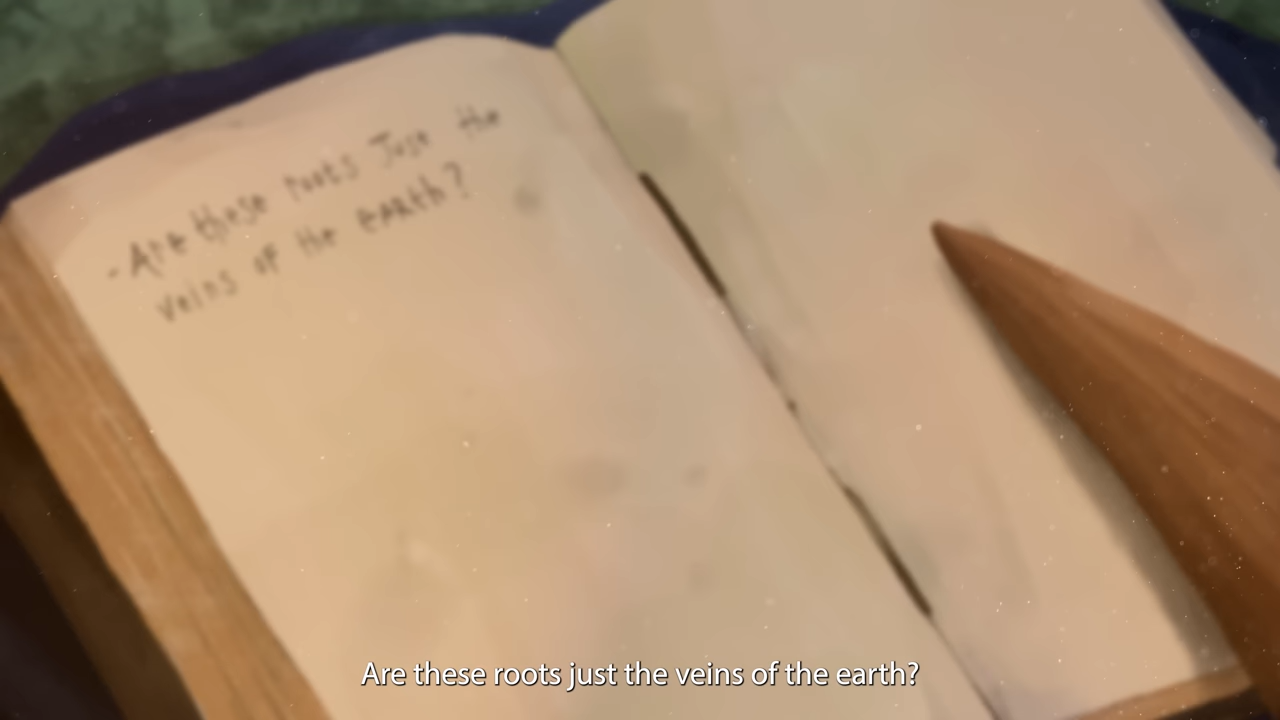 - Are these roots Just the
veins of the earth?
Are these roots just the veins of the earth?